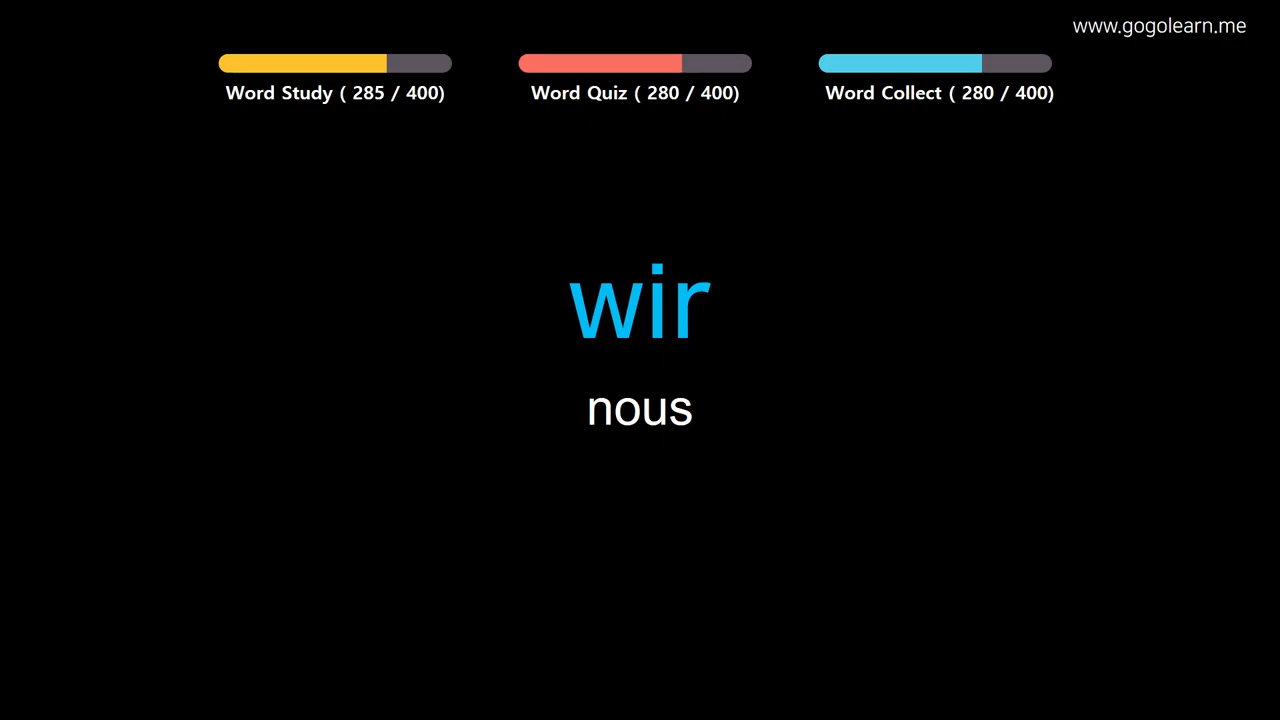 www.gogolearn.me
Word Study ( 285 / 400)
Word Quiz ( 280 / 400)
Word Collect ( 280 / 400)
wir
nous